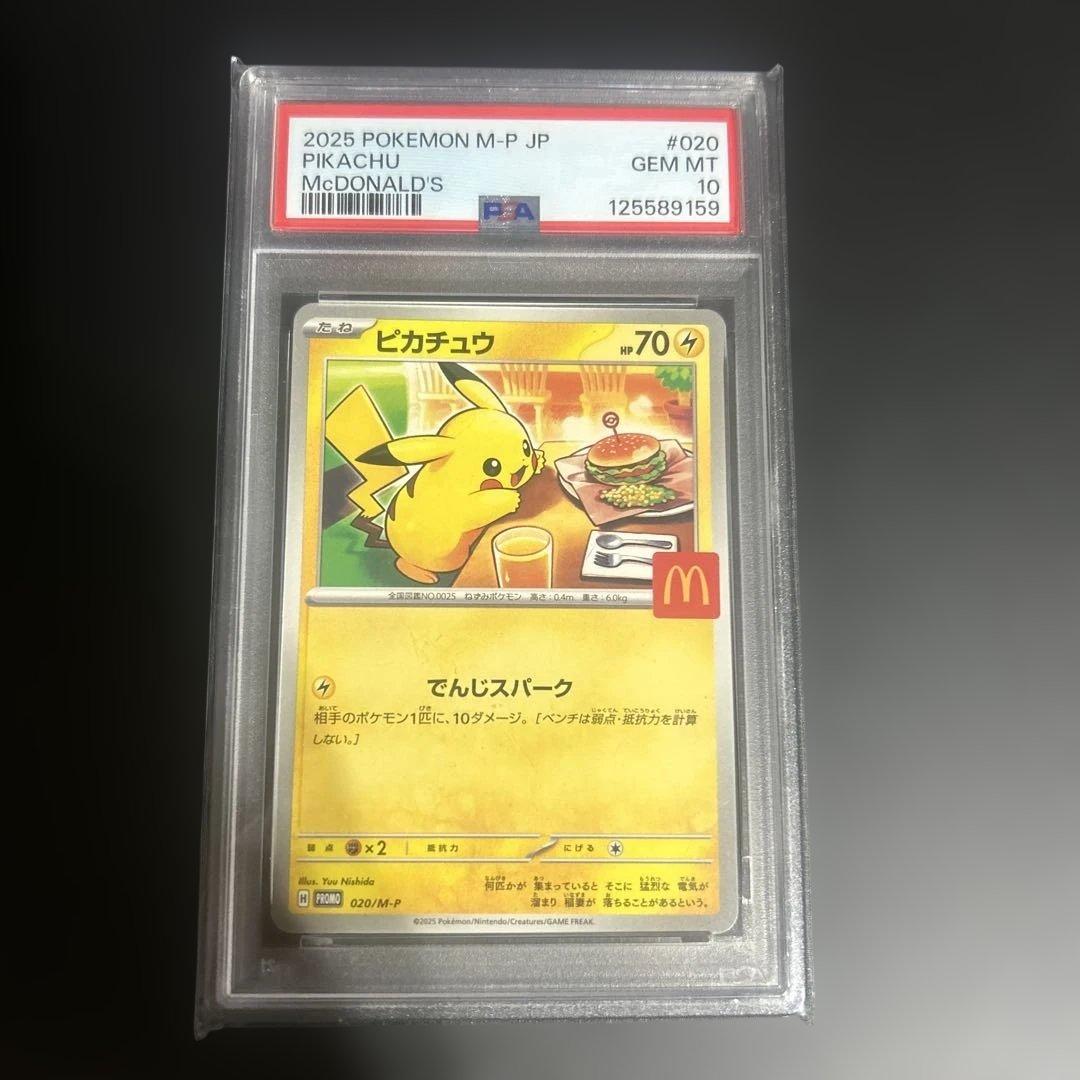 2025 POKEMON M-P JP #020
PIKACHU GEM MT
McDONALD'S 10
PSA 125589159
たね ピカチュウ HP70
全国図鑑NO.0025 ねずみポケモン 高さ:0.4m 重さ:6.0kg
M
でんじスパーク
相手のポケモン1匹に、10ダメージ。[ベンチは弱点・抵抗力を計算
しない。]
弱点 ×2 抵抗力 にげる
Illus. Yuu Nishida
何匹かが 集まっていると そこに 猛烈な 電気が
溜まり 稲妻が 落ちることがあるという。
H PROMO 020/M-P
©2025 Pokémon/Nintendo/Creatures/GAME FREAK.